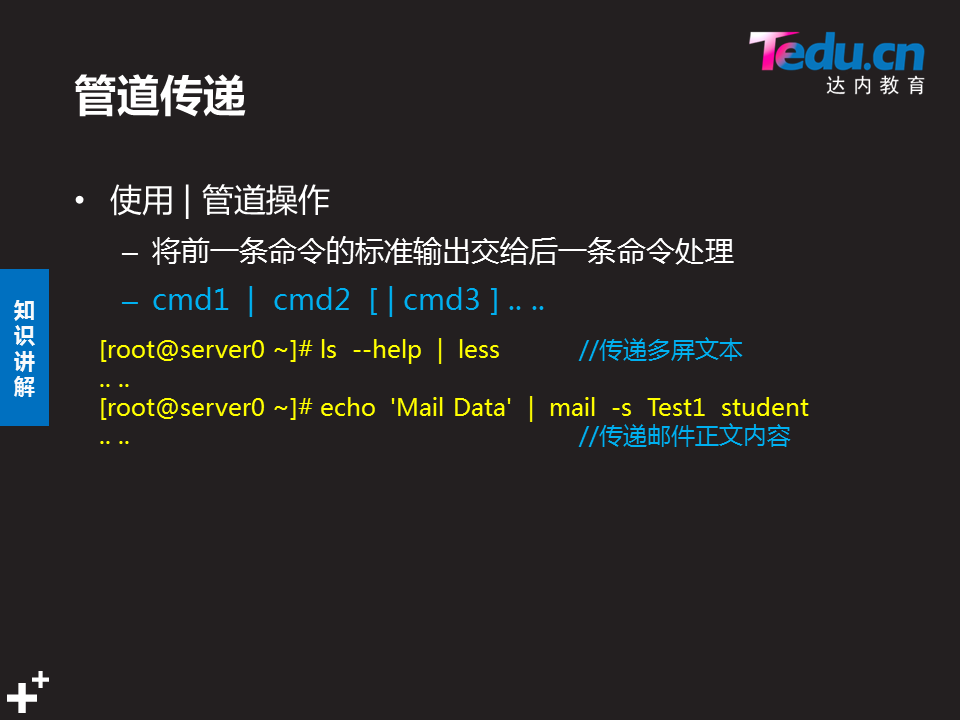 Tedu.cn
达内教育
管道传递
• 使用 | 管道操作
– 将前一条命令的标准输出交给后一条命令处理
– cmd1 | cmd2 [ | cmd3 ] .. ..
知识讲解
[root@server0 ~]# ls --help | less //传递多屏文本
.. ..
[root@server0 ~]# echo 'Mail Data' | mail -s Test1 student
.. .. //传递邮件正文内容